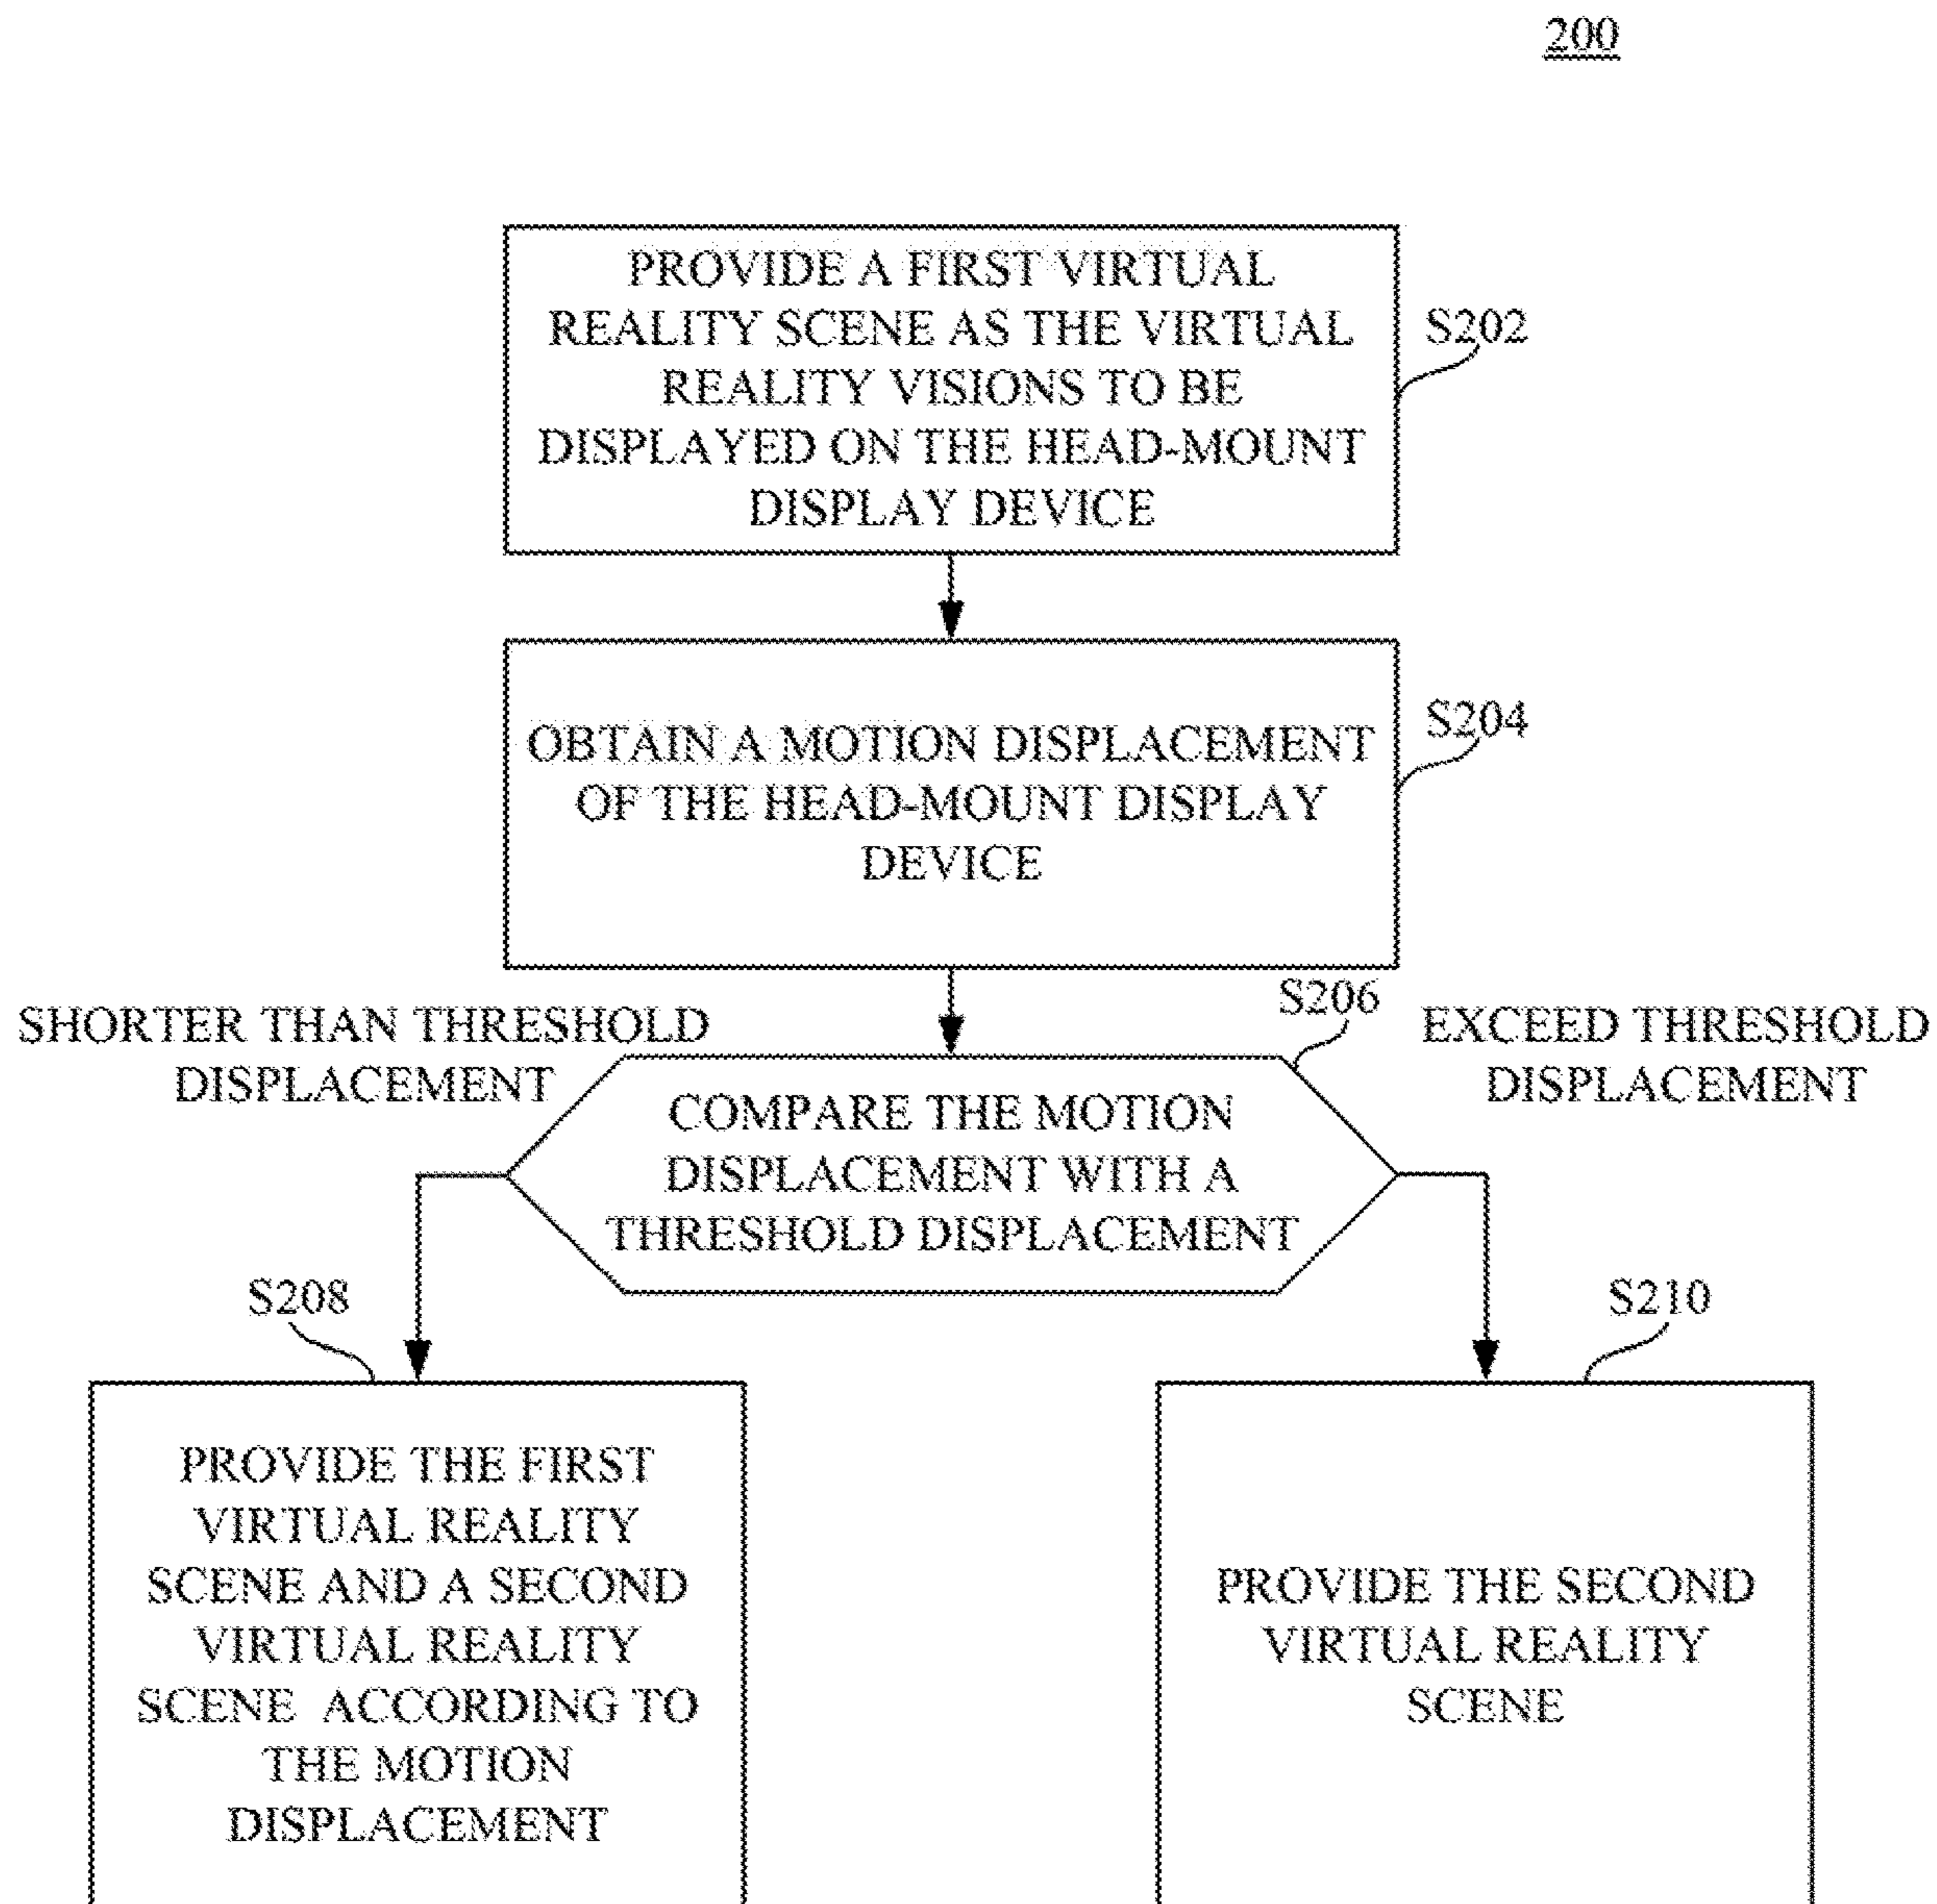 200
PROVIDE A FIRST VIRTUAL
REALITY SCENE AS THE VIRTUAL
REALITY VISIONS TO BE
DISPLAYED ON THE HEAD-MOUNT
DISPLAY DEVICE
S202
OBTAIN A MOTION DISPLACEMENT
OF THE HEAD-MOUNT DISPLAY
DEVICE
S204
SHORTER THAN THRESHOLD
DISPLACEMENT
S206
EXCEED THRESHOLD
DISPLACEMENT
COMPARE THE MOTION
DISPLACEMENT WITH A
THRESHOLD DISPLACEMENT
S208
S210
PROVIDE THE FIRST
VIRTUAL REALITY
SCENE AND A SECOND
VIRTUAL REALITY
SCENE ACCORDING TO
THE MOTION
DISPLACEMENT
PROVIDE THE SECOND
VIRTUAL REALITY
SCENE